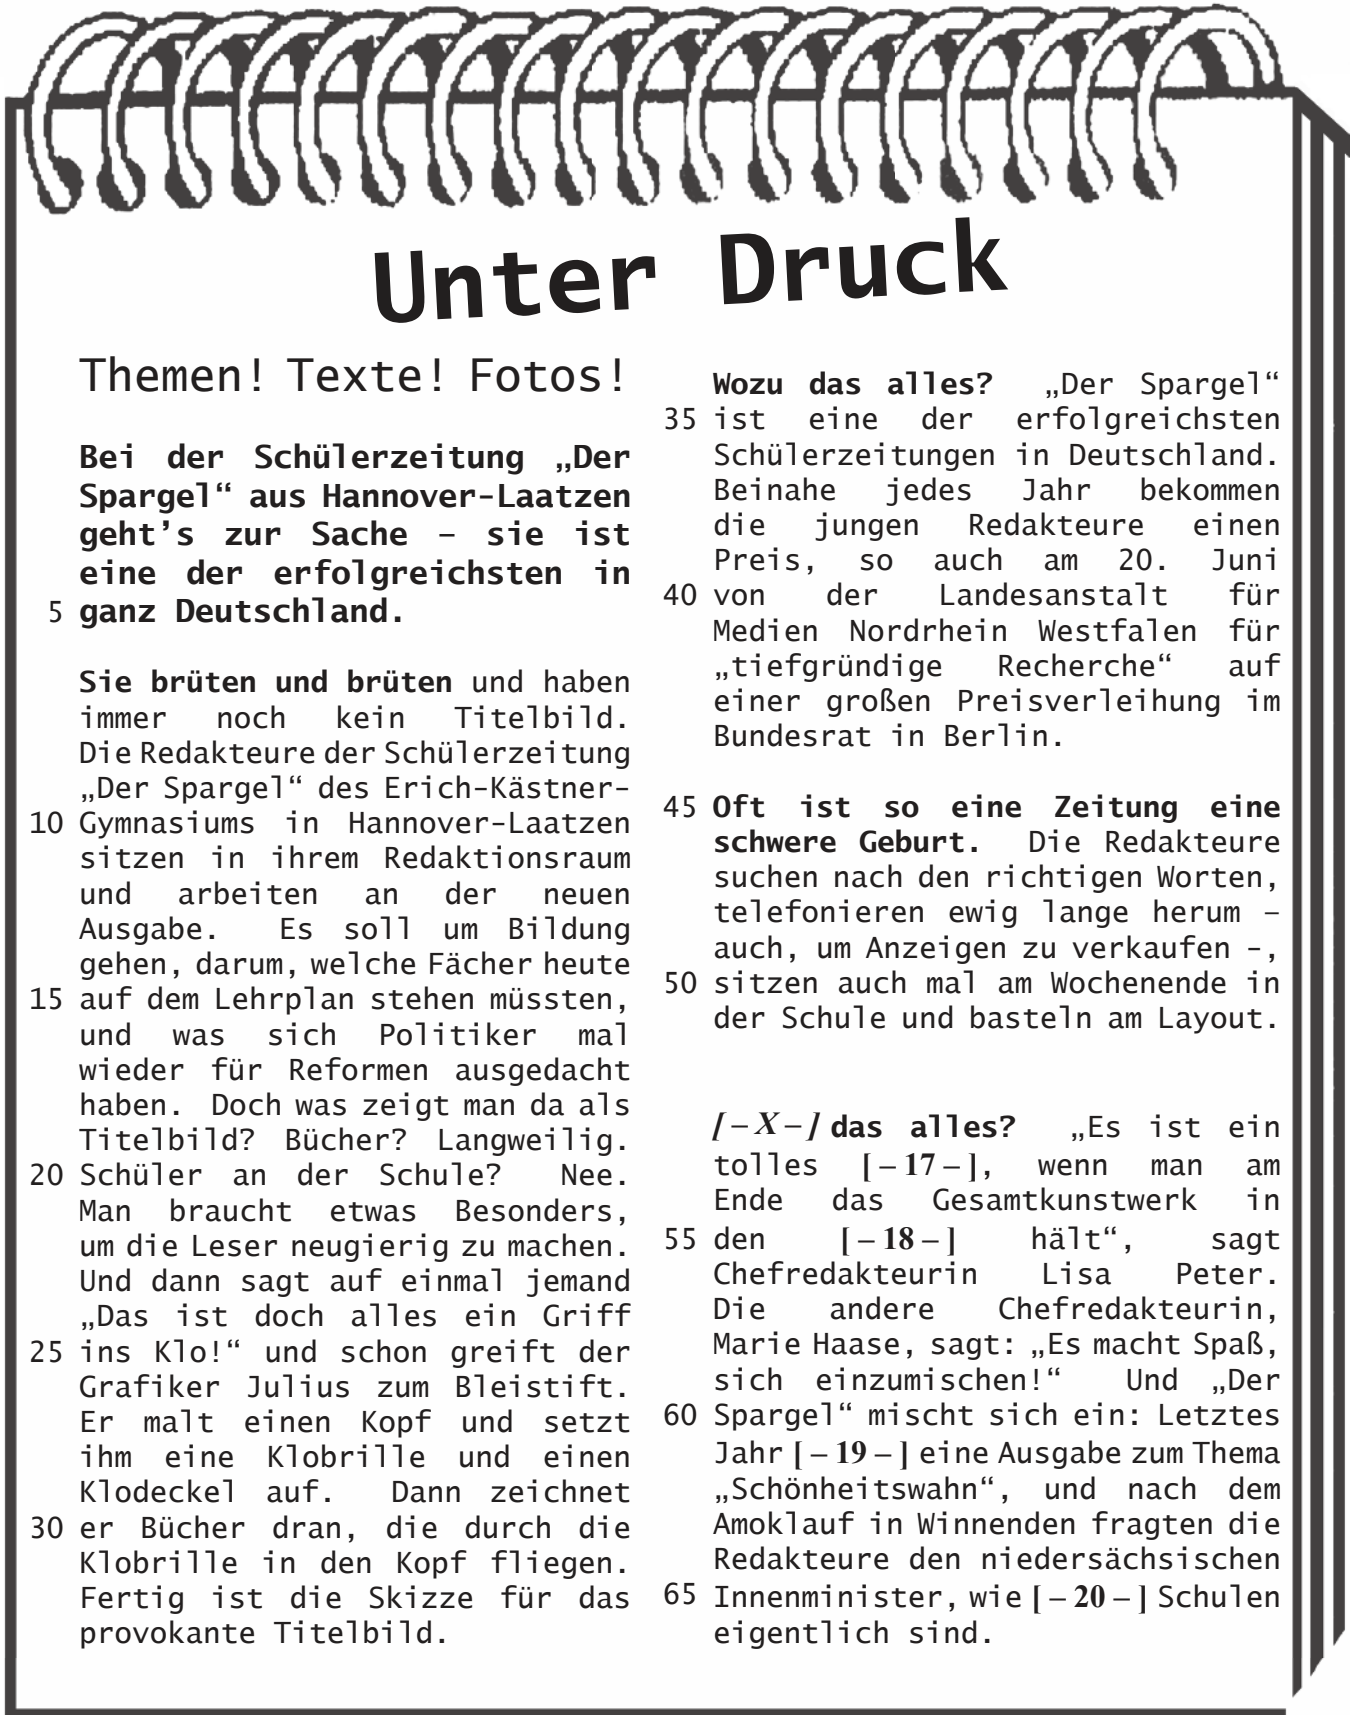 Unter Druck
Themen! Texte! Fotos!
Bei der Schülerzeitung „Der
Spargel“ aus Hannover-Laatzen
geht’s zur Sache – sie ist
eine der erfolgreichsten in
5 ganz Deutschland.
Sie brüten und brüten und haben
immer noch kein Titelbild.
Die Redakteure der Schülerzeitung
„Der Spargel“ des Erich-Kästner-
10 Gymnasiums in Hannover-Laatzen
sitzen in ihrem Redaktionsraum
und arbeiten an der neuen
Ausgabe. Es soll um Bildung
gehen, darum, welche Fächer heute
15 auf dem Lehrplan stehen müssten,
und was sich Politiker mal
wieder für Reformen ausgedacht
haben. Doch was zeigt man da als
Titelbild? Bücher? Langweilig.
20 Schüler an der Schule? Nee.
Man braucht etwas Besonders,
um die Leser neugierig zu machen.
Und dann sagt auf einmal jemand
„Das ist doch alles ein Griff
25 ins Klo!“ und schon greift der
Grafiker Julius zum Bleistift.
Er malt einen Kopf und setzt
ihm eine Klobrille und einen
Klodeckel auf. Dann zeichnet
30 er Bücher dran, die durch die
Klobrille in den Kopf fliegen.
Fertig ist die Skizze für das
provokante Titelbild.
Wozu das alles? „Der Spargel“
35 ist eine der erfolgreichsten
Schülerzeitungen in Deutschland.
Beinahe jedes Jahr bekommen
die jungen Redakteure einen
Preis, so auch am 20. Juni
40 von der Landesanstalt für
Medien Nordrhein Westfalen für
„tiefgründige Recherche“ auf
einer großen Preisverleihung im
Bundesrat in Berlin.
45 Oft ist so eine Zeitung eine
schwere Geburt. Die Redakteure
suchen nach den richtigen Worten,
telefonieren ewig lange herum –
auch, um Anzeigen zu verkaufen -,
50 sitzen auch mal am Wochenende in
der Schule und basteln am Layout.
[ – X – ] das alles? „Es ist ein
tolles [ – 17 – ], wenn man am
Ende das Gesamtkunstwerk in
55 den [ – 18 – ] hält“, sagt
Chefredakteurin Lisa Peter.
Die andere Chefredakteurin,
Marie Haase, sagt: „Es macht Spaß,
sich einzumischen!“ Und „Der
60 Spargel“ mischt sich ein: Letztes
Jahr [ – 19 – ] eine Ausgabe zum Thema
„Schönheitswahn“, und nach dem
Amoklauf in Winnenden fragten die
Redakteure den niedersächsischen
65 Innenminister, wie [ – 20 – ] Schulen
eigentlich sind.